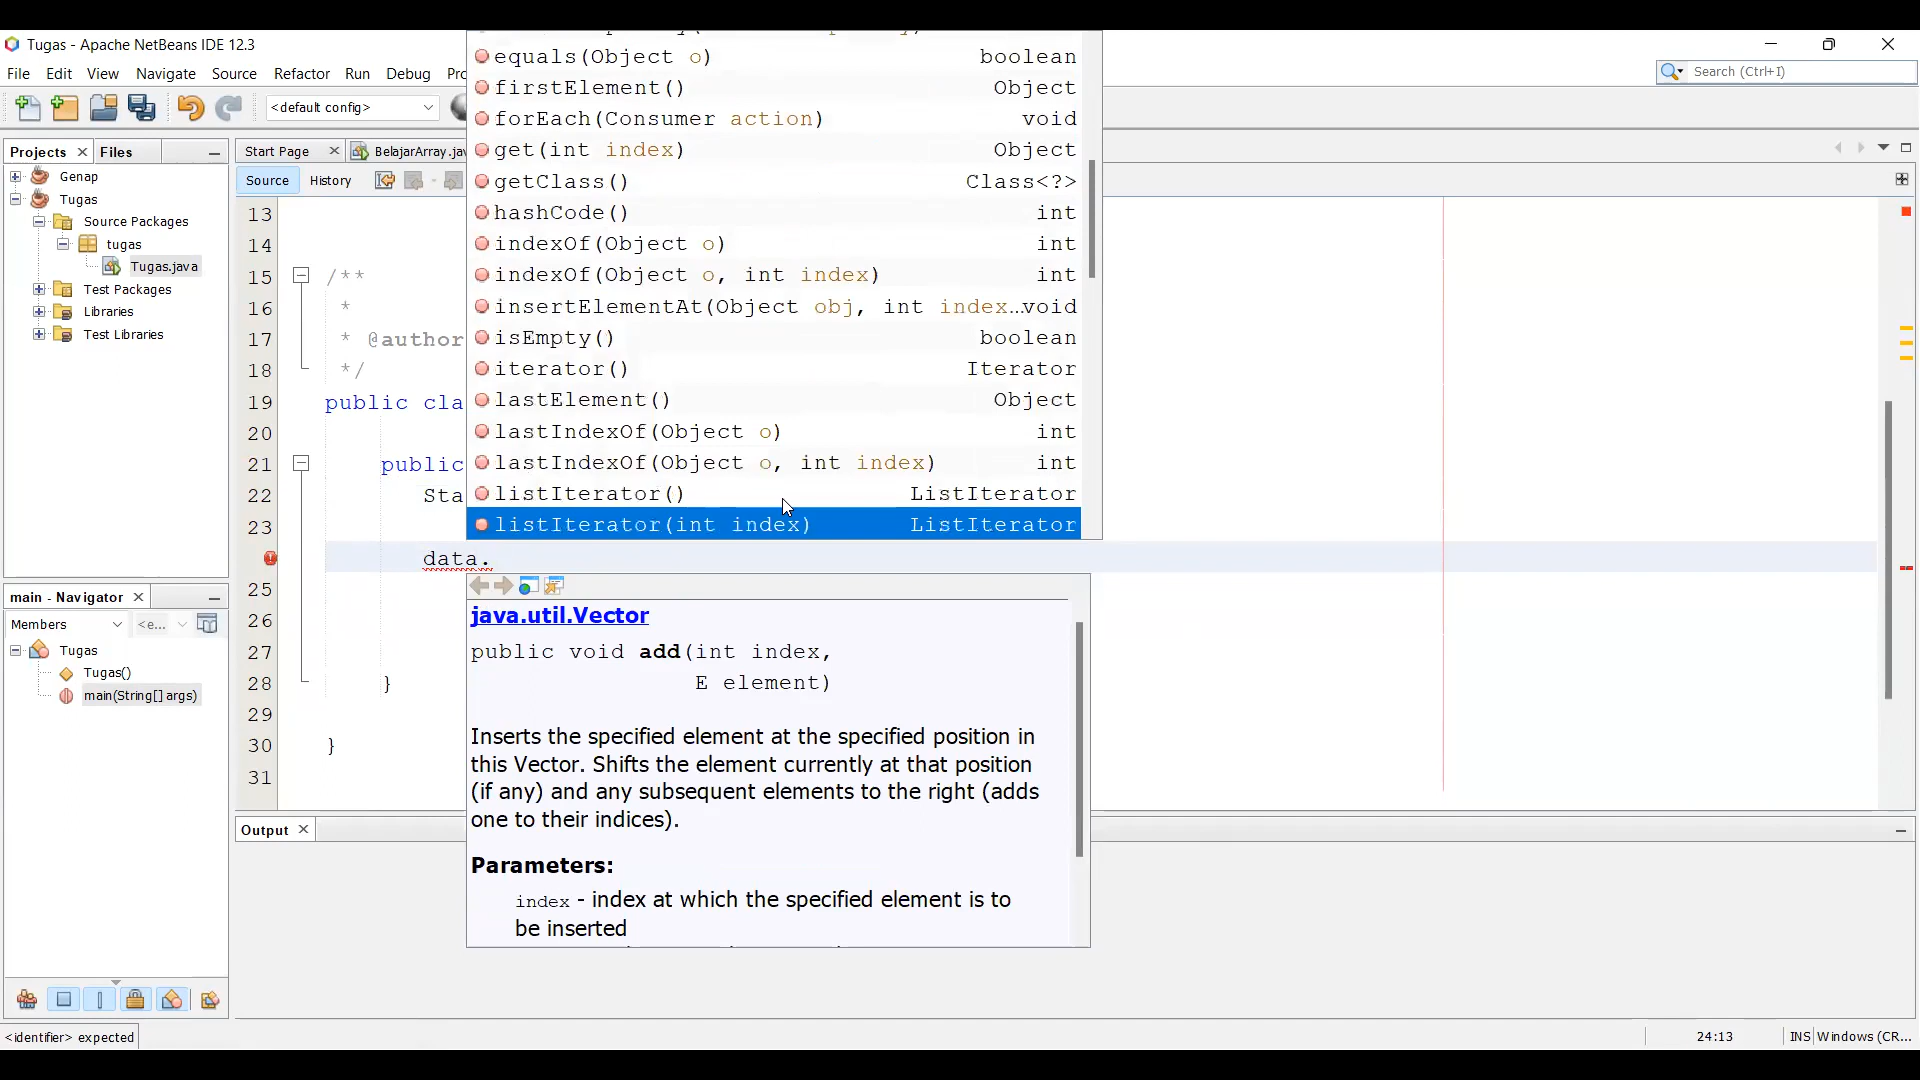 Tugas - Apache NetBeans IDE 12.3
File Edit View Navigate Source Refactor Run Debug
<default config>
Search (Ctrl+I)
Projects
Files
Genap
Tugas
Source Packages
tugas
Tugas.java
Test Packages
Libraries
Test Libraries
Start Page
BelajarArray.jav
Source
History
13
14
15 /**
16 *
17 * @author
18 */
19 public cla
20
21 public
22 Sta
23
data.
25
26
27
28 }
29
30 }
31
equals(Object o) boolean
firstElement() Object
forEach(Consumer action) void
get(int index) Object
getClass() Class<?>
hashCode() int
indexOf(Object o) int
indexOf(Object o, int index) int
insertElementAt(Object obj, int index…void
isEmpty() boolean
iterator() Iterator
lastElement() Object
lastIndexOf(Object o) int
lastIndexOf(Object o, int index) int
listIterator() ListIterator
listIterator(int index) ListIterator
java.util.Vector
public void add(int index,
E element)
Inserts the specified element at the specified position in
this Vector. Shifts the element currently at that position
(if any) and any subsequent elements to the right (adds
one to their indices).
Parameters:
index - index at which the specified element is to
be inserted
main - Navigator
Members
<e...
Tugas
Tugas()
main(String[] args)
Output
<identifier> expected
24:13
INS
Windows (CR...